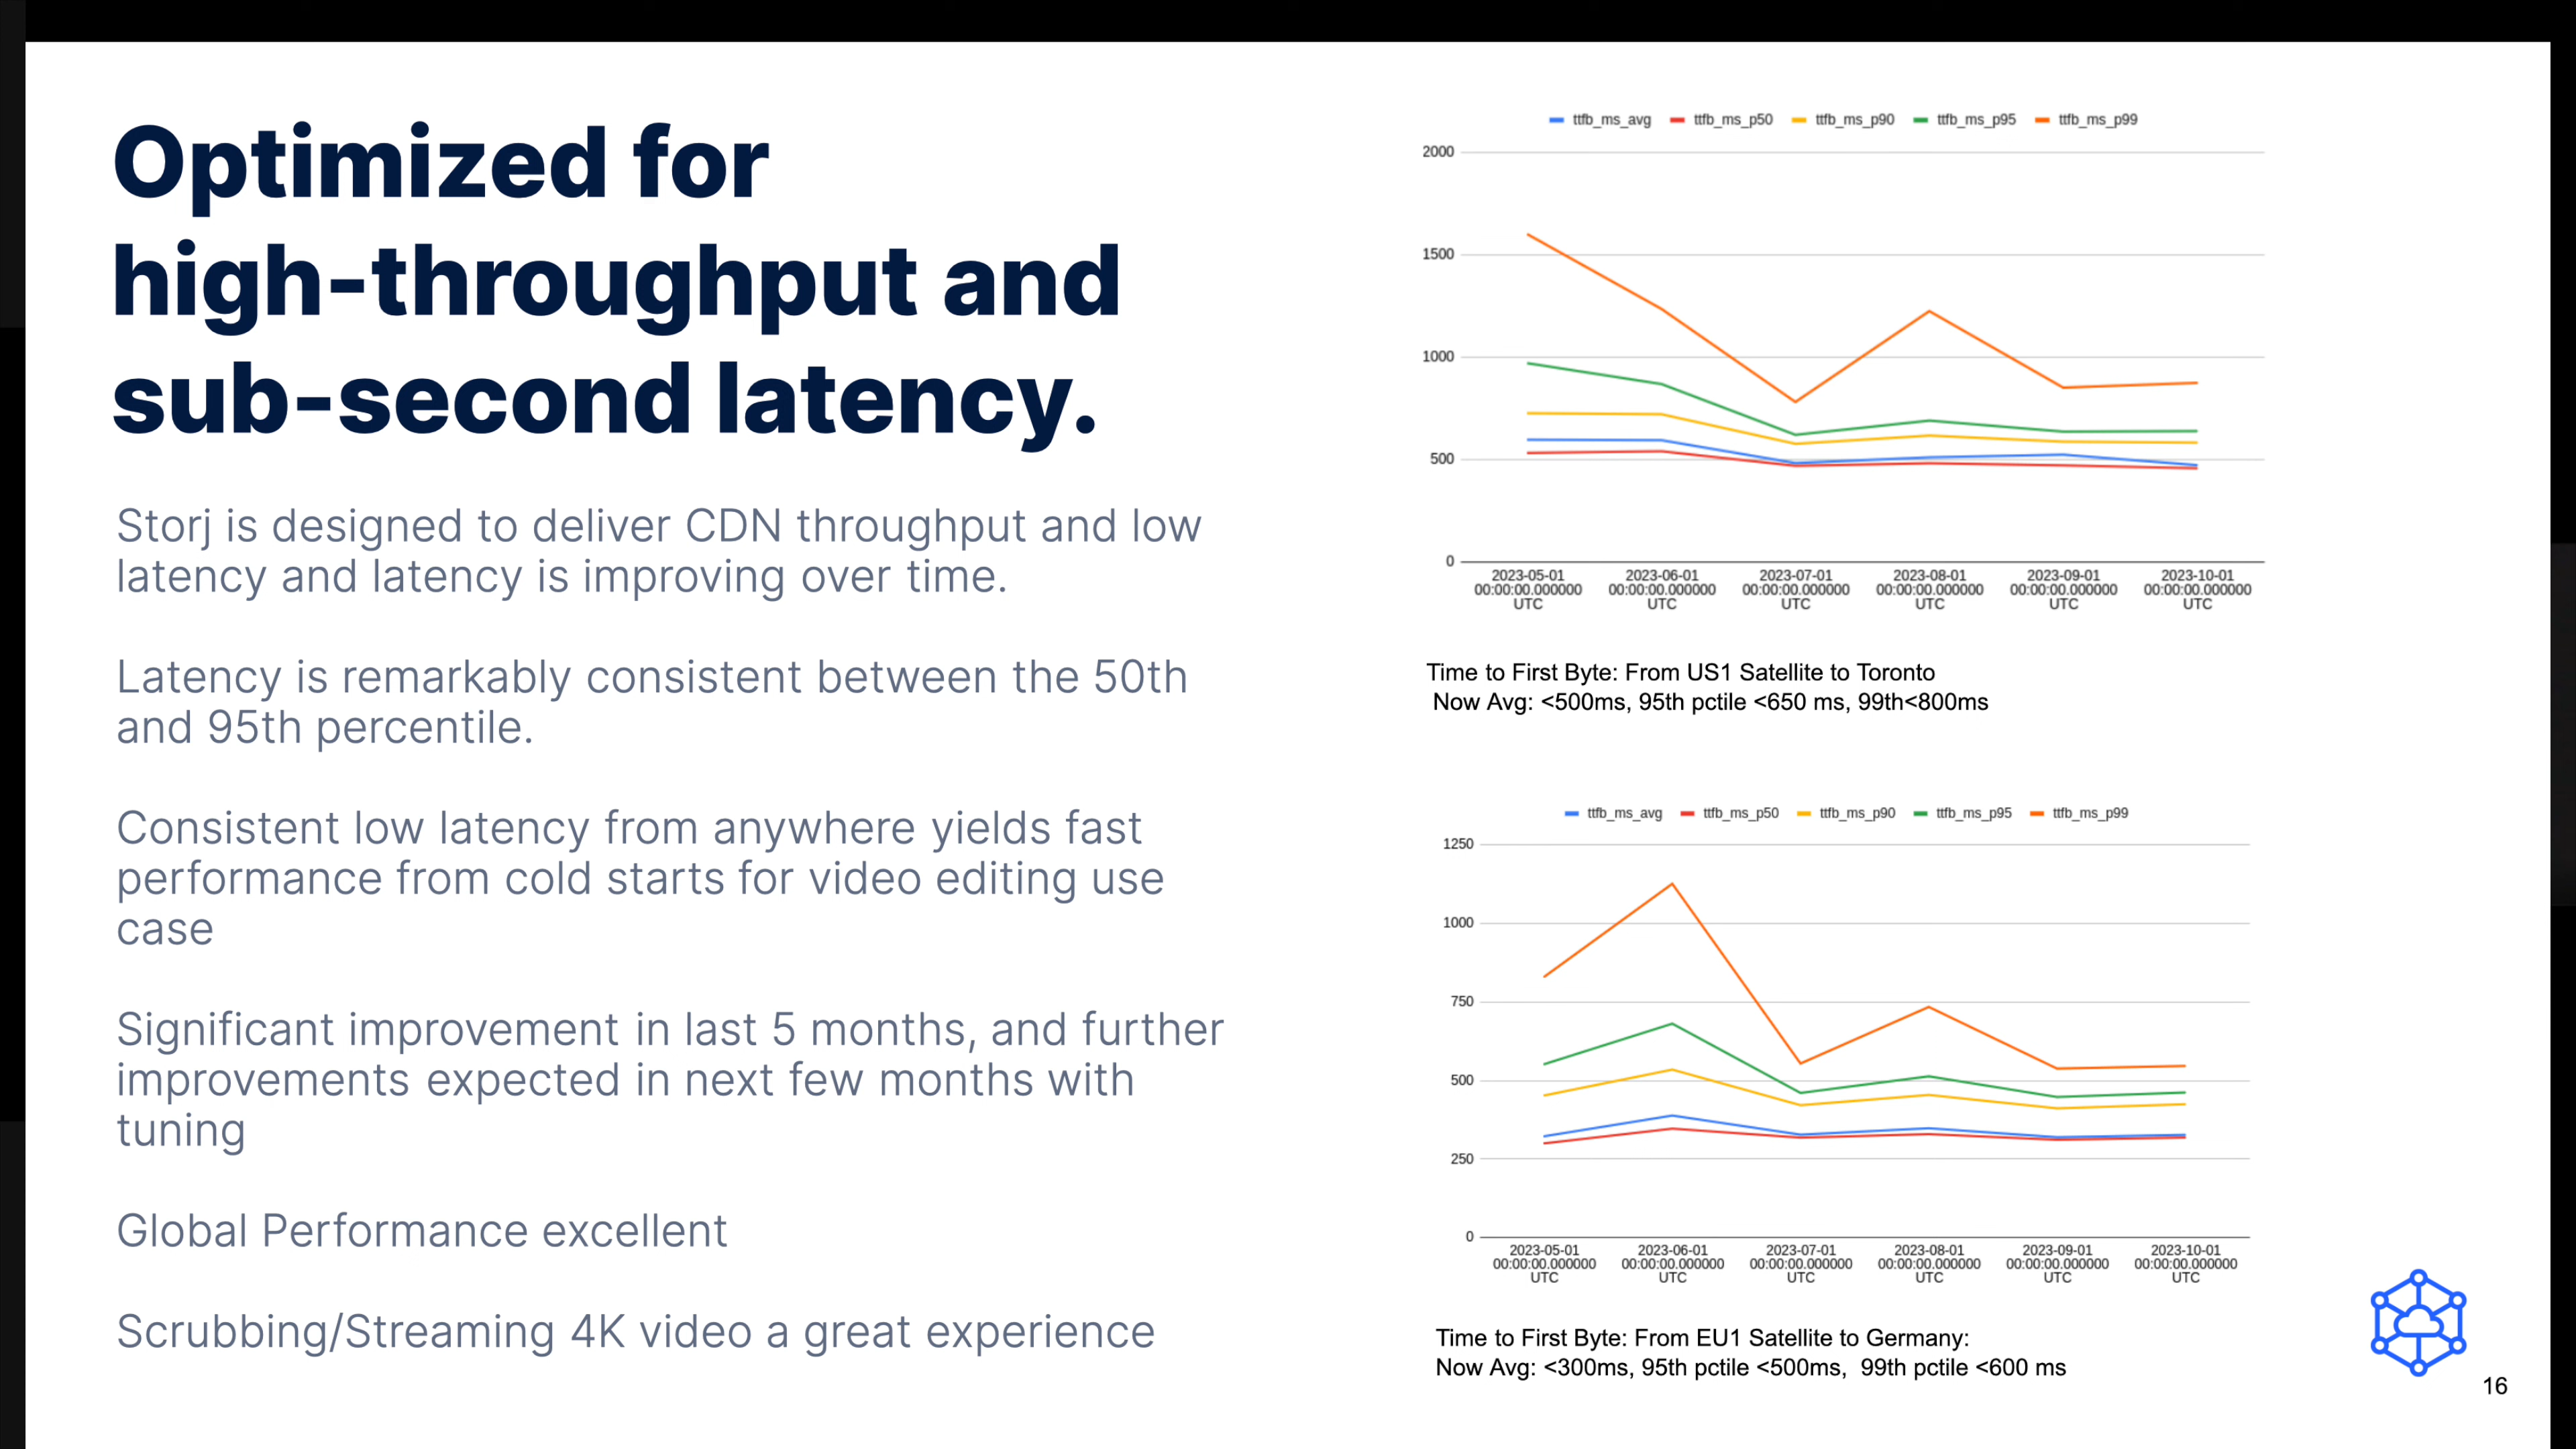 Optimized for
high-throughput and
sub-second latency.
Storj is designed to deliver CDN throughput and low
latency and latency is improving over time.
Latency is remarkably consistent between the 50th
and 95th percentile.
Consistent low latency from anywhere yields fast
performance from cold starts for video editing use
case
Significant improvement in last 5 months, and further
improvements expected in next few months with
tuning
Global Performance excellent
Scrubbing/Streaming 4K video a great experience
ttfb_ms_avg ttfb_ms_p50 ttfb_ms_p90 ttfb_ms_p95 ttfb_ms_p99
2000
1500
1000
500
0
2023-05-01 2023-06-01 2023-07-01 2023-08-01 2023-09-01 2023-10-01
00:00:00.000000 00:00:00.000000 00:00:00.000000 00:00:00.000000 00:00:00.000000 00:00:00.000000
UTC UTC UTC UTC UTC UTC
Time to First Byte: From US1 Satellite to Toronto
Now Avg: <500ms, 95th pctile <650 ms, 99th<800ms
ttfb_ms_avg ttfb_ms_p50 ttfb_ms_p90 ttfb_ms_p95 ttfb_ms_p99
1250
1000
750
500
250
0
2023-05-01 2023-06-01 2023-07-01 2023-08-01 2023-09-01 2023-10-01
00:00:00.000000 00:00:00.000000 00:00:00.000000 00:00:00.000000 00:00:00.000000 00:00:00.000000
UTC UTC UTC UTC UTC UTC
Time to First Byte: From EU1 Satellite to Germany:
Now Avg: <300ms, 95th pctile <500ms, 99th pctile <600 ms
16